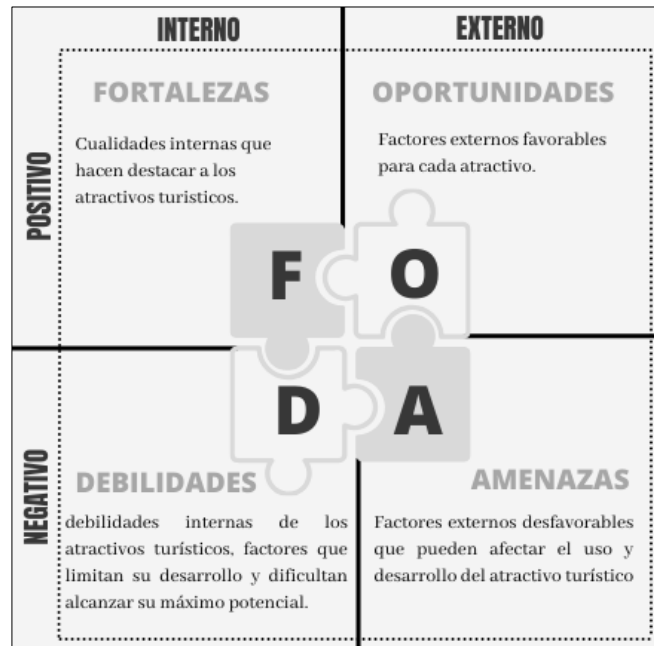 INTERNO
EXTERNO
POSITIVO
FORTALEZAS
Cualidades internas que
hacen destacar a los
atractivos turisticos.
OPORTUNIDADES
Factores externos favorables
para cada atractivo.
F
O
D
A
NEGATIVO
DEBILIDADES
debilidades internas de los
atractivos turísticos, factores que
limitan su desarrollo y dificultan
alcanzar su máximo potencial.
AMENAZAS
Factores externos desfavorables
que pueden afectar el uso y
desarrollo del atractivo turístico